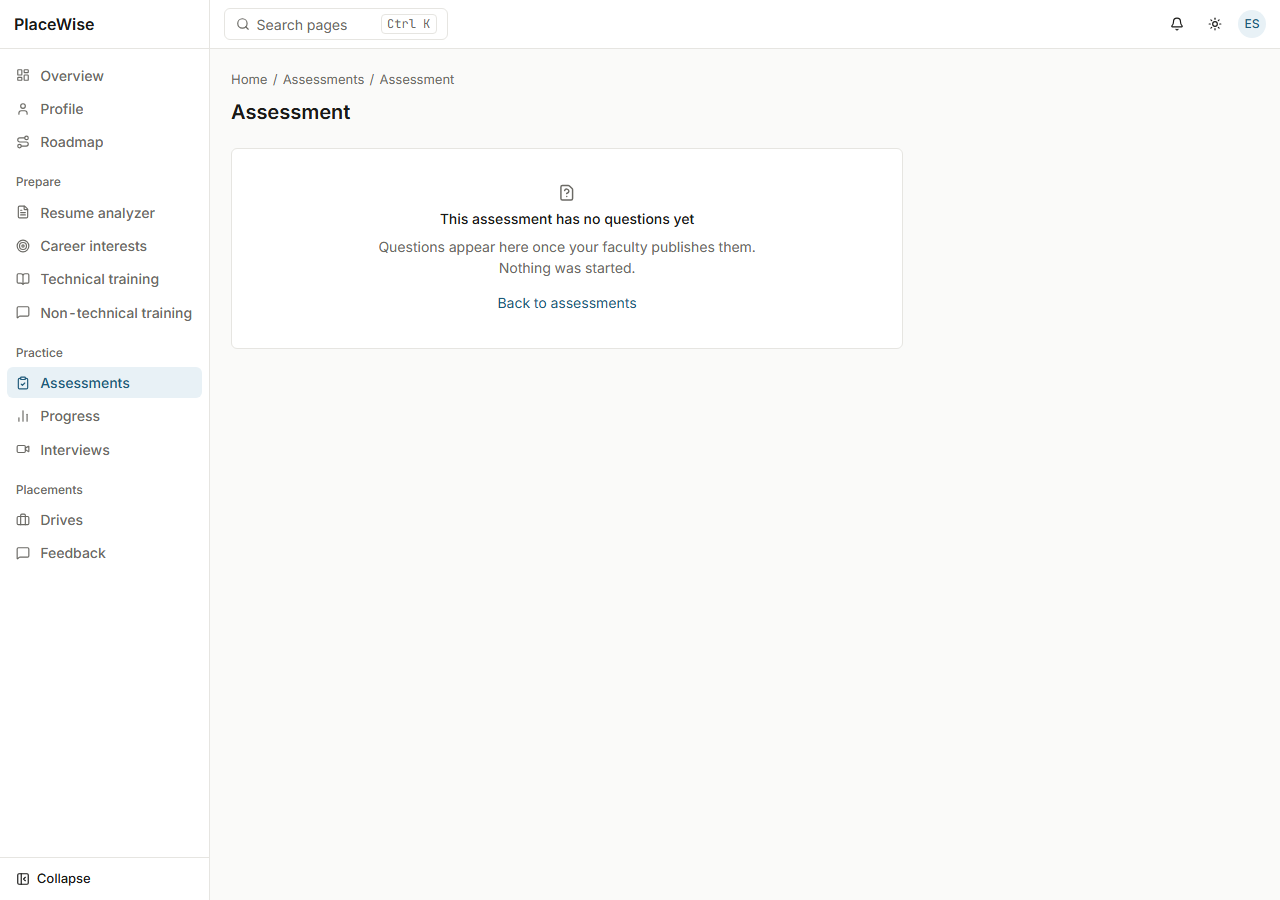 PlaceWise
Search pages
Ctrl K
ES
Overview
Profile
Roadmap
Prepare
Resume analyzer
Career interests
Technical training
Non-technical training
Practice
Assessments
Progress
Interviews
Placements
Drives
Feedback
Collapse
Home / Assessments / Assessment
Assessment
This assessment has no questions yet
Questions appear here once your faculty publishes them.
Nothing was started.
Back to assessments